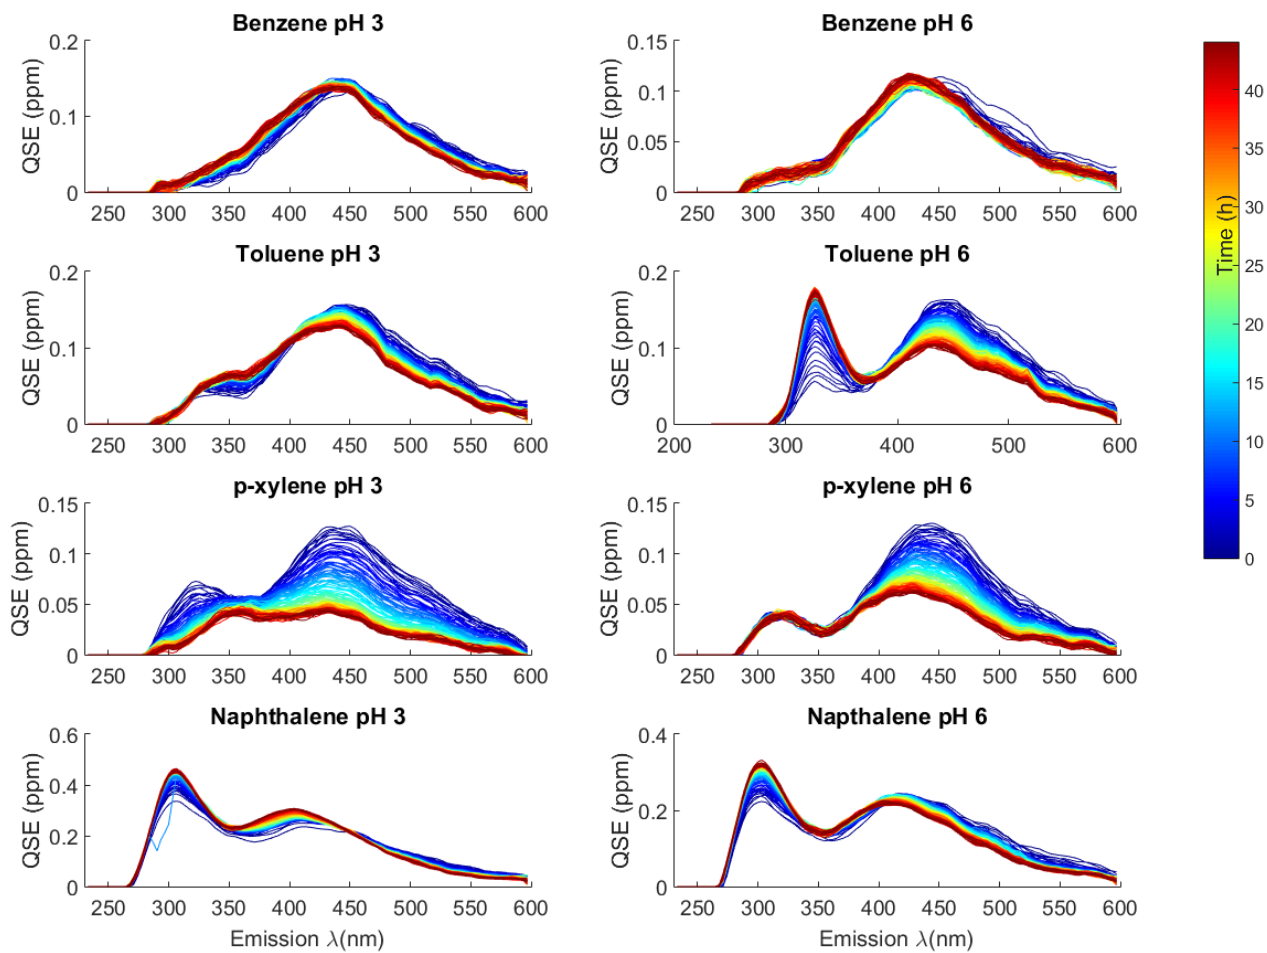 Benzene pH 3
QSE (ppm)
0.2
0.1
0
250 300 350 400 450 500 550 600
Benzene pH 6
QSE (ppm)
0.15
0.1
0.05
0
250 300 350 400 450 500 550 600
Toluene pH 3
QSE (ppm)
0.2
0.1
0
250 300 350 400 450 500 550 600
Toluene pH 6
QSE (ppm)
0.2
0.1
0
200 300 400 500 600
p-xylene pH 3
QSE (ppm)
0.15
0.1
0.05
0
250 300 350 400 450 500 550 600
p-xylene pH 6
QSE (ppm)
0.15
0.1
0.05
0
250 300 350 400 450 500 550 600
Naphthalene pH 3
QSE (ppm)
0.6
0.4
0.2
0
250 300 350 400 450 500 550 600
Emission λ(nm)
Napthalene pH 6
QSE (ppm)
0.4
0.2
0
250 300 350 400 450 500 550 600
Emission λ(nm)
Time (h)
40
35
30
25
20
15
10
5
0